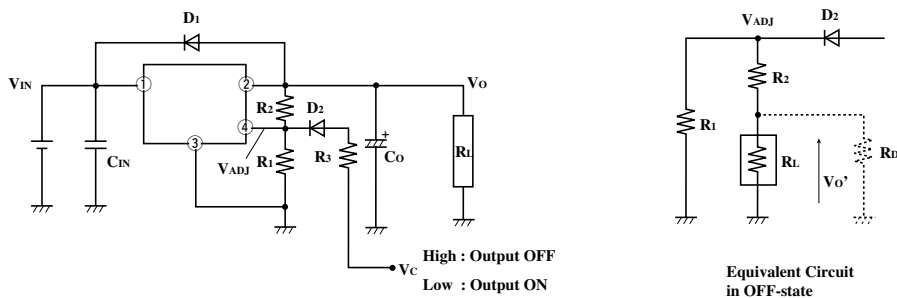 D1
VIN
1
2
VO
R2
D2
4
3
CIN
VADJ
R1
R3
CO
+
RL
VC
High : Output OFF
Low : Output ON
VADJ
D2
R2
R1
RL
VO'
RD
Equivalent Circuit
in OFF-state